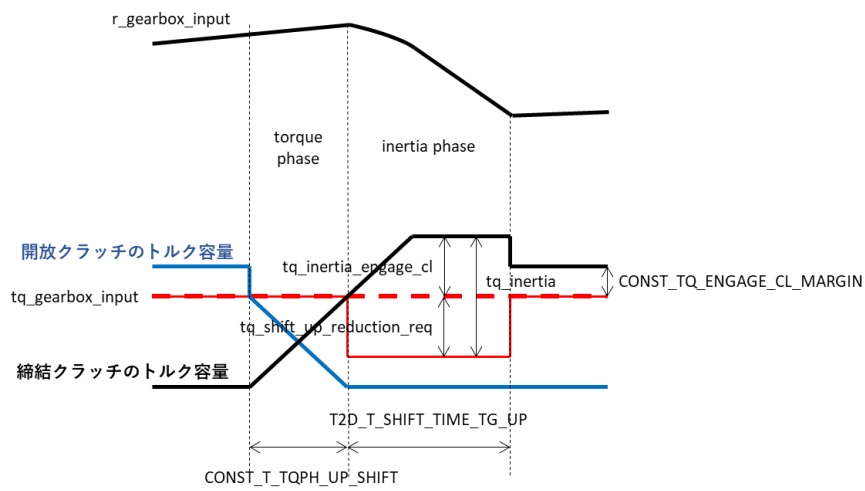 r_gearbox_input
torque
phase
inertia phase
開放クラッチのトルク容量
tq_inertia_engage_cl
tq_inertia
CONST_TQ_ENGAGE_CL_MARGIN
tq_gearbox_input
tq_shift_up_reduction_req
締結クラッチのトルク容量
T2D_T_SHIFT_TIME_TG_UP
CONST_T_TQPH_UP_SHIFT